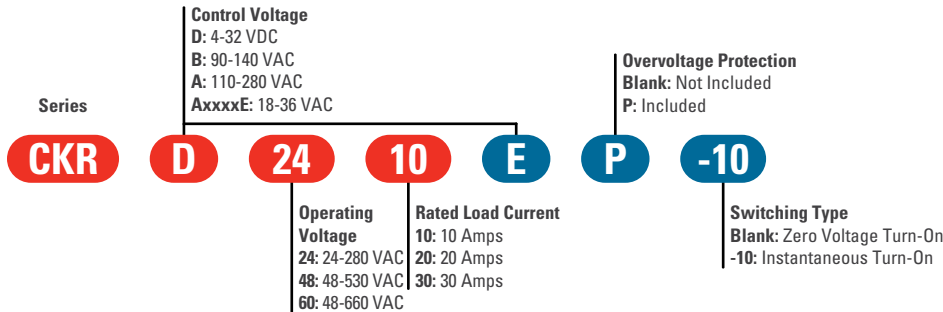 Control Voltage
D: 4-32 VDC
B: 90-140 VAC
A: 110-280 VAC
AxxxxE: 18-36 VAC
Overvoltage Protection
Blank: Not Included
P: Included
Series
CKR D 24 10 E P -10
Operating
Voltage
24: 24-280 VAC
48: 48-530 VAC
60: 48-660 VAC
Rated Load Current
10: 10 Amps
20: 20 Amps
30: 30 Amps
Switching Type
Blank: Zero Voltage Turn-On
-10: Instantaneous Turn-On